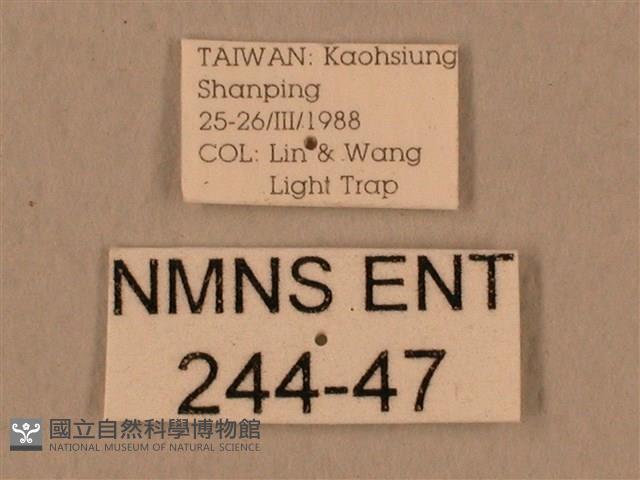 TAIWAN: Kaohsiung
Shanping
25-26/III/1988
COL: Lin & Wang
Light Trap
NMNS ENT
244-47
國立自然科學博物館
NATIONAL MUSEUM OF NATURAL SCIENCE